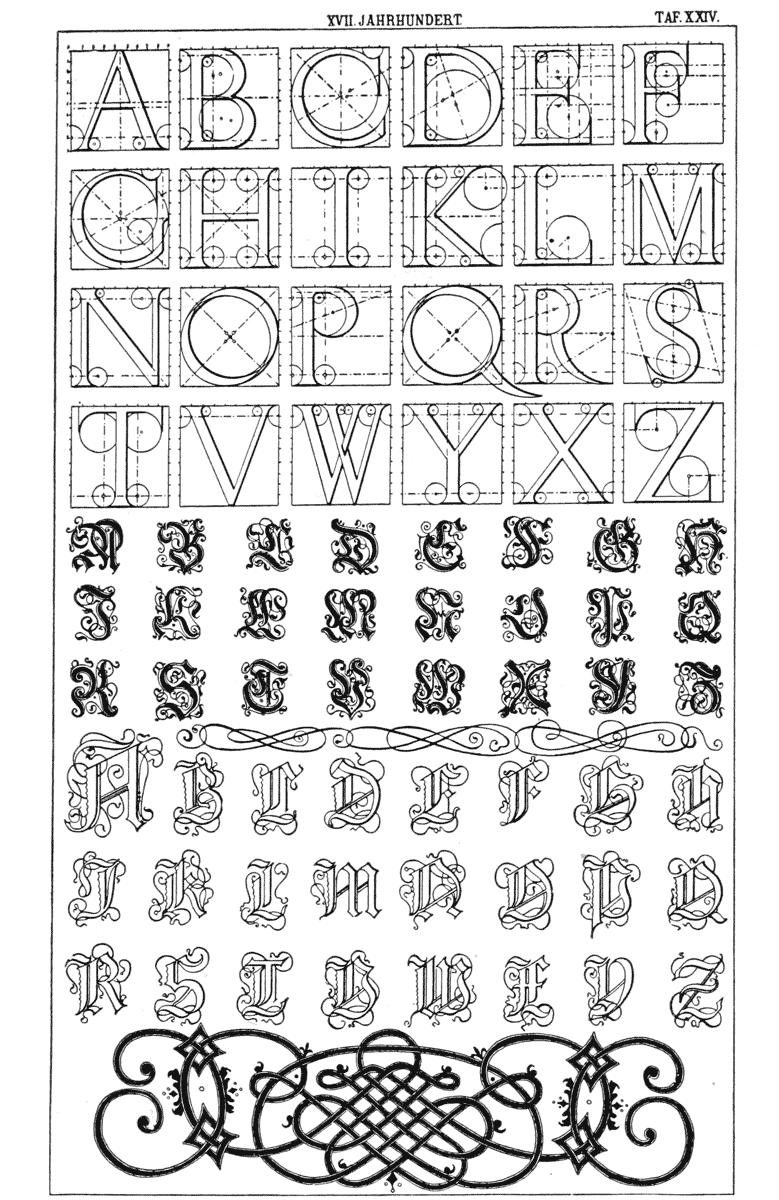 XVII. JAHRHUNDERT. TAF. XXIV.
A B C D E F
G H I K L M
N O P Q R S
T V W Y X Z
A B C D E F G H
I K L M N O P Q
R S T V W X Y Z
A B C D E F G H
I K L M N O P Q
R S T V W X Y Z